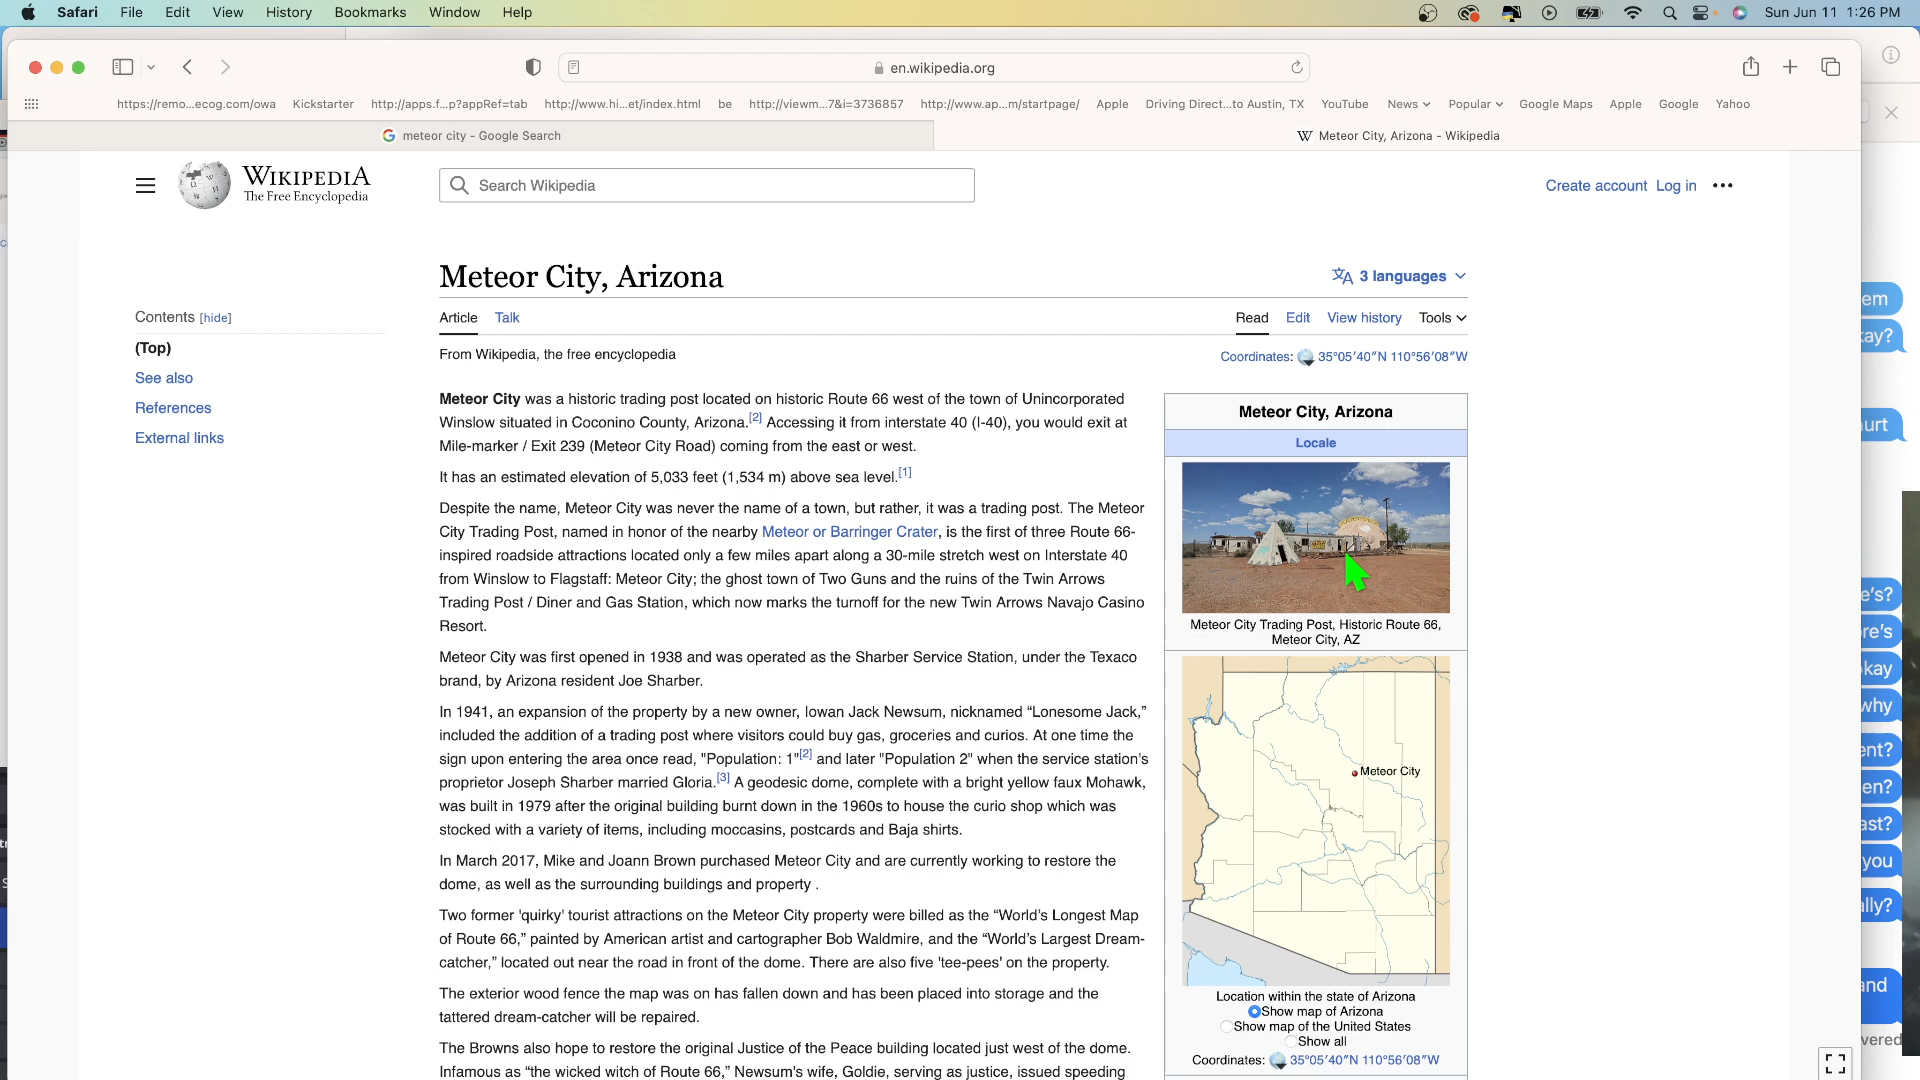 Safari File Edit View History Bookmarks Window Help
Sun Jun 11 1:26 PM
en.wikipedia.org
https://remo...ecog.com/owa Kickstarter http://apps.f...p?appRef=tab http://www.hi...et/index.html be http://viewm...7&i=3736857 http://www.ap...m/startpage/ Apple Driving Direct...to Austin, TX YouTube News Popular Google Maps Apple Google Yahoo
meteor city - Google Search
Meteor City, Arizona - Wikipedia
WIKIPEDIA
The Free Encyclopedia
Search Wikipedia
Create account Log in
Meteor City, Arizona
3 languages
Contents [hide]
(Top)
See also
References
External links
Article Talk
Read Edit View history Tools
From Wikipedia, the free encyclopedia
Coordinates: 35°05′40″N 110°56′08″W
Meteor City was a historic trading post located on historic Route 66 west of the town of Unincorporated
Winslow situated in Coconino County, Arizona.[2] Accessing it from interstate 40 (I-40), you would exit at
Mile-marker / Exit 239 (Meteor City Road) coming from the east or west.
It has an estimated elevation of 5,033 feet (1,534 m) above sea level.[1]
Despite the name, Meteor City was never the name of a town, but rather, it was a trading post. The Meteor
City Trading Post, named in honor of the nearby Meteor or Barringer Crater, is the first of three Route 66-
inspired roadside attractions located only a few miles apart along a 30-mile stretch west on Interstate 40
from Winslow to Flagstaff: Meteor City; the ghost town of Two Guns and the ruins of the Twin Arrows
Trading Post / Diner and Gas Station, which now marks the turnoff for the new Twin Arrows Navajo Casino
Resort.
Meteor City was first opened in 1938 and was operated as the Sharber Service Station, under the Texaco
brand, by Arizona resident Joe Sharber.
In 1941, an expansion of the property by a new owner, Iowan Jack Newsum, nicknamed “Lonesome Jack,”
included the addition of a trading post where visitors could buy gas, groceries and curios. At one time the
sign upon entering the area once read, "Population: 1"[2] and later "Population 2" when the service station's
proprietor Joseph Sharber married Gloria.[3] A geodesic dome, complete with a bright yellow faux Mohawk,
was built in 1979 after the original building burnt down in the 1960s to house the curio shop which was
stocked with a variety of items, including moccasins, postcards and Baja shirts.
In March 2017, Mike and Joann Brown purchased Meteor City and are currently working to restore the
dome, as well as the surrounding buildings and property .
Two former 'quirky' tourist attractions on the Meteor City property were billed as the “World’s Longest Map
of Route 66,” painted by American artist and cartographer Bob Waldmire, and the “World’s Largest Dream-
catcher,” located out near the road in front of the dome. There are also five 'tee-pees' on the property.
The exterior wood fence the map was on has fallen down and has been placed into storage and the
tattered dream-catcher will be repaired.
The Browns also hope to restore the original Justice of the Peace building located just west of the dome.
Infamous as “the wicked witch of Route 66,” Newsum's wife, Goldie, serving as justice, issued speeding
Meteor City, Arizona
Locale
Meteor City Trading Post, Historic Route 66,
Meteor City, AZ
Meteor City
Location within the state of Arizona
Show map of Arizona
Show map of the United States
Show all
Coordinates: 35°05′40″N 110°56′08″W
em
kay?
urt
e's?
re's
kay
why
ent?
en?
ast?
you
lly?
and
vered